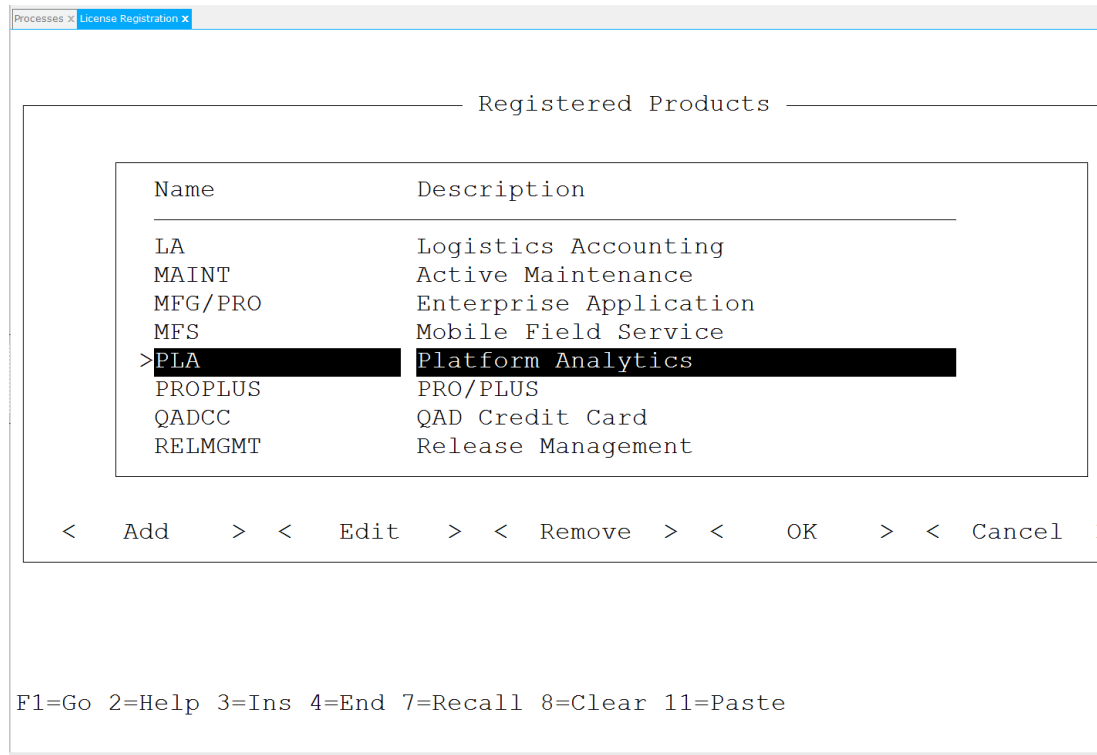 Processes x License Registration x
Registered Products
Name Description
LA Logistics Accounting
MAINT Active Maintenance
MFG/PRO Enterprise Application
MFS Mobile Field Service
>PLA Platform Analytics
PROPLUS PRO/PLUS
QADCC QAD Credit Card
RELMGMT Release Management
< Add > < Edit > < Remove > < OK > < Cancel
F1=Go 2=Help 3=Ins 4=End 7=Recall 8=Clear 11=Paste